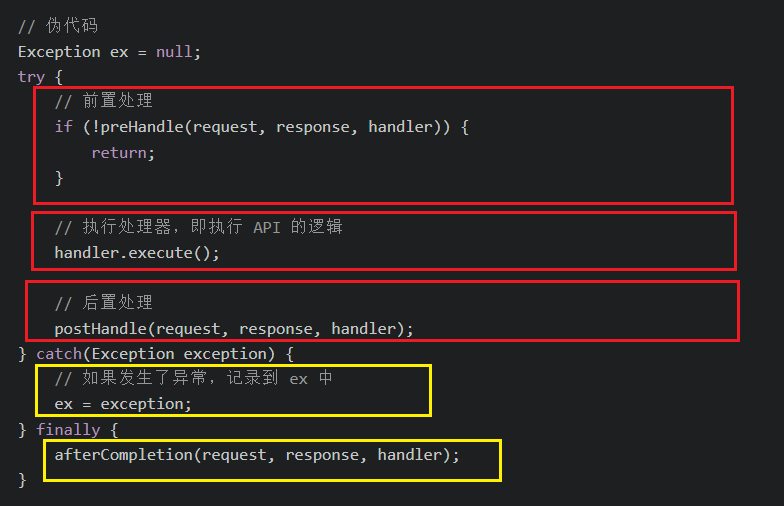 // 伪代码
Exception ex = null;
try {
// 前置处理
if (!preHandle(request, response, handler)) {
return;
}
// 执行处理器，即执行 API 的逻辑
handler.execute();
// 后置处理
postHandle(request, response, handler);
} catch(Exception exception) {
// 如果发生了异常，记录到 ex 中
ex = exception;
} finally {
afterCompletion(request, response, handler);
}